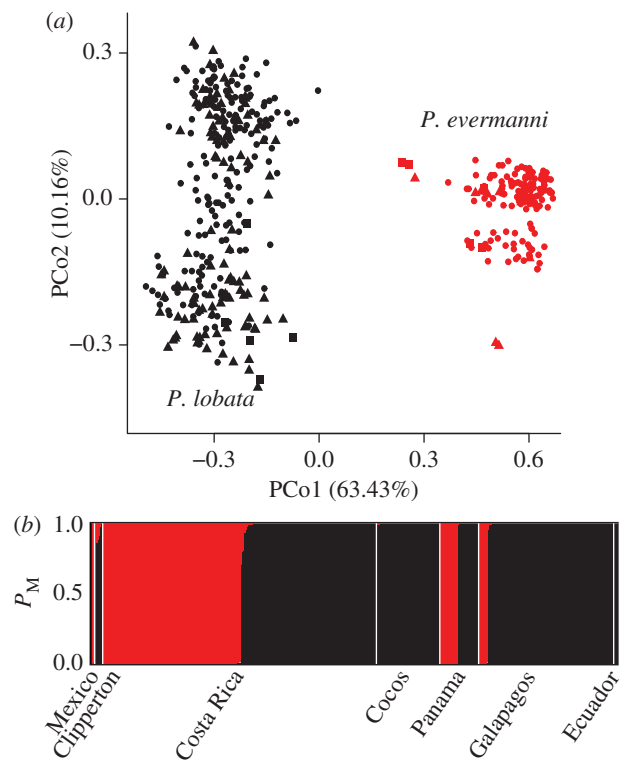 (a)
0.3
0.0
−0.3
PCo2 (10.16%)
P. evermanni
P. lobata
−0.3 0.0 0.3 0.6
PCo1 (63.43%)
(b)
1.0
0.5
0.0
PM
Mexico
Clipperton
Costa Rica
Cocos
Panama
Galapagos
Ecuador